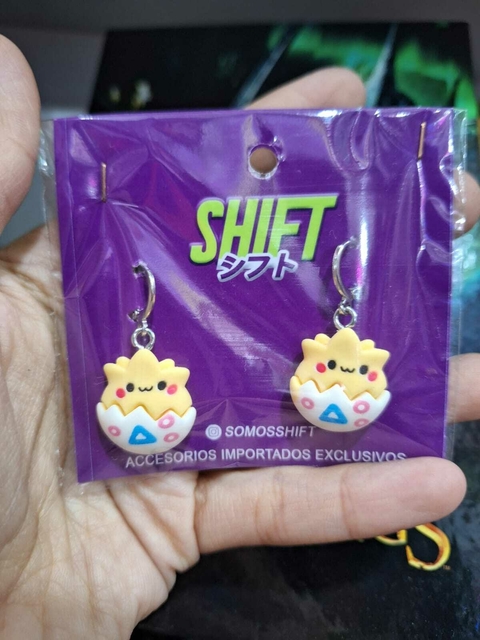 SHIFT
シフト
SOMOSSHIFT
ACCESORIOS IMPORTADOS EXCLUSIVOS